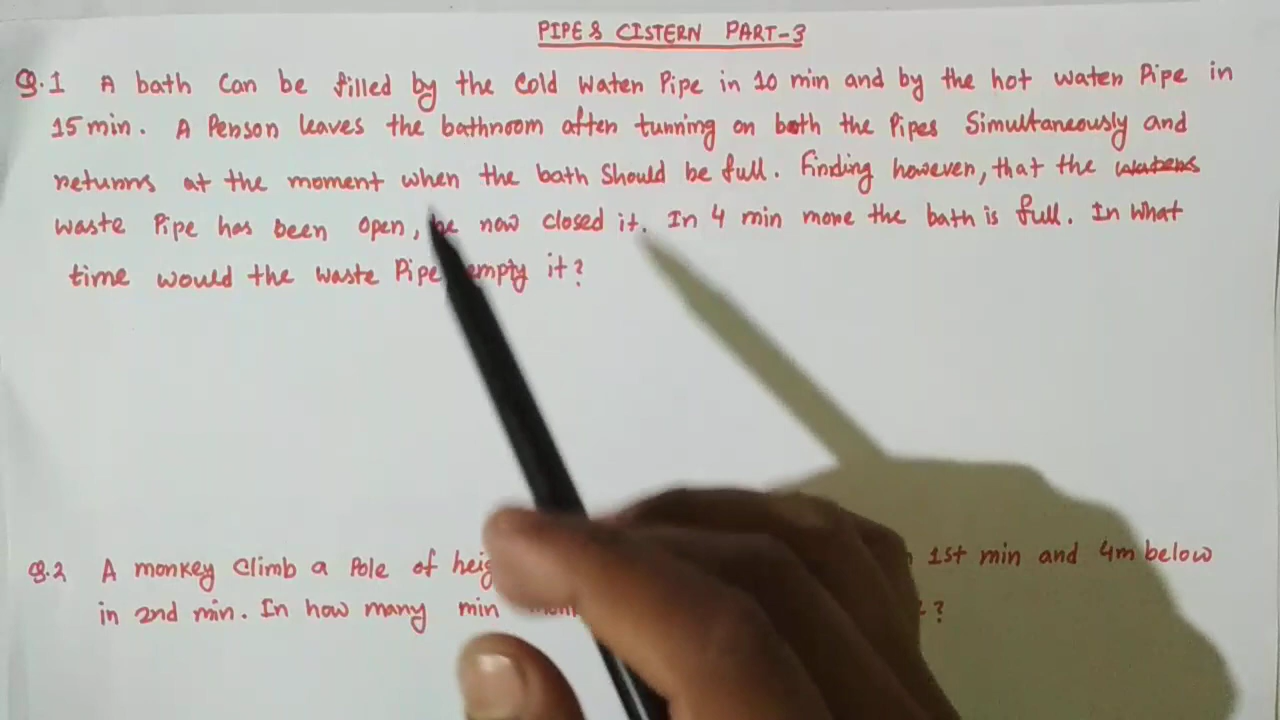 PIPE & CISTERN PART-3
Q.1 A bath Can be filled by the Cold Water Pipe in 10 min and by the hot water Pipe in
15 min. A Person leaves the bathroom after turning on both the Pipes Simultaneously and
returns at the moment when the bath Should be full. Finding however, that the waters
waste Pipe has been open, he now closed it. In 4 min more the bath is full. In What
time would the waste Pipe empty it?
Q.2 A monkey Climb a Pole of 1st min and 4m below
in 2nd min. In how many min ?